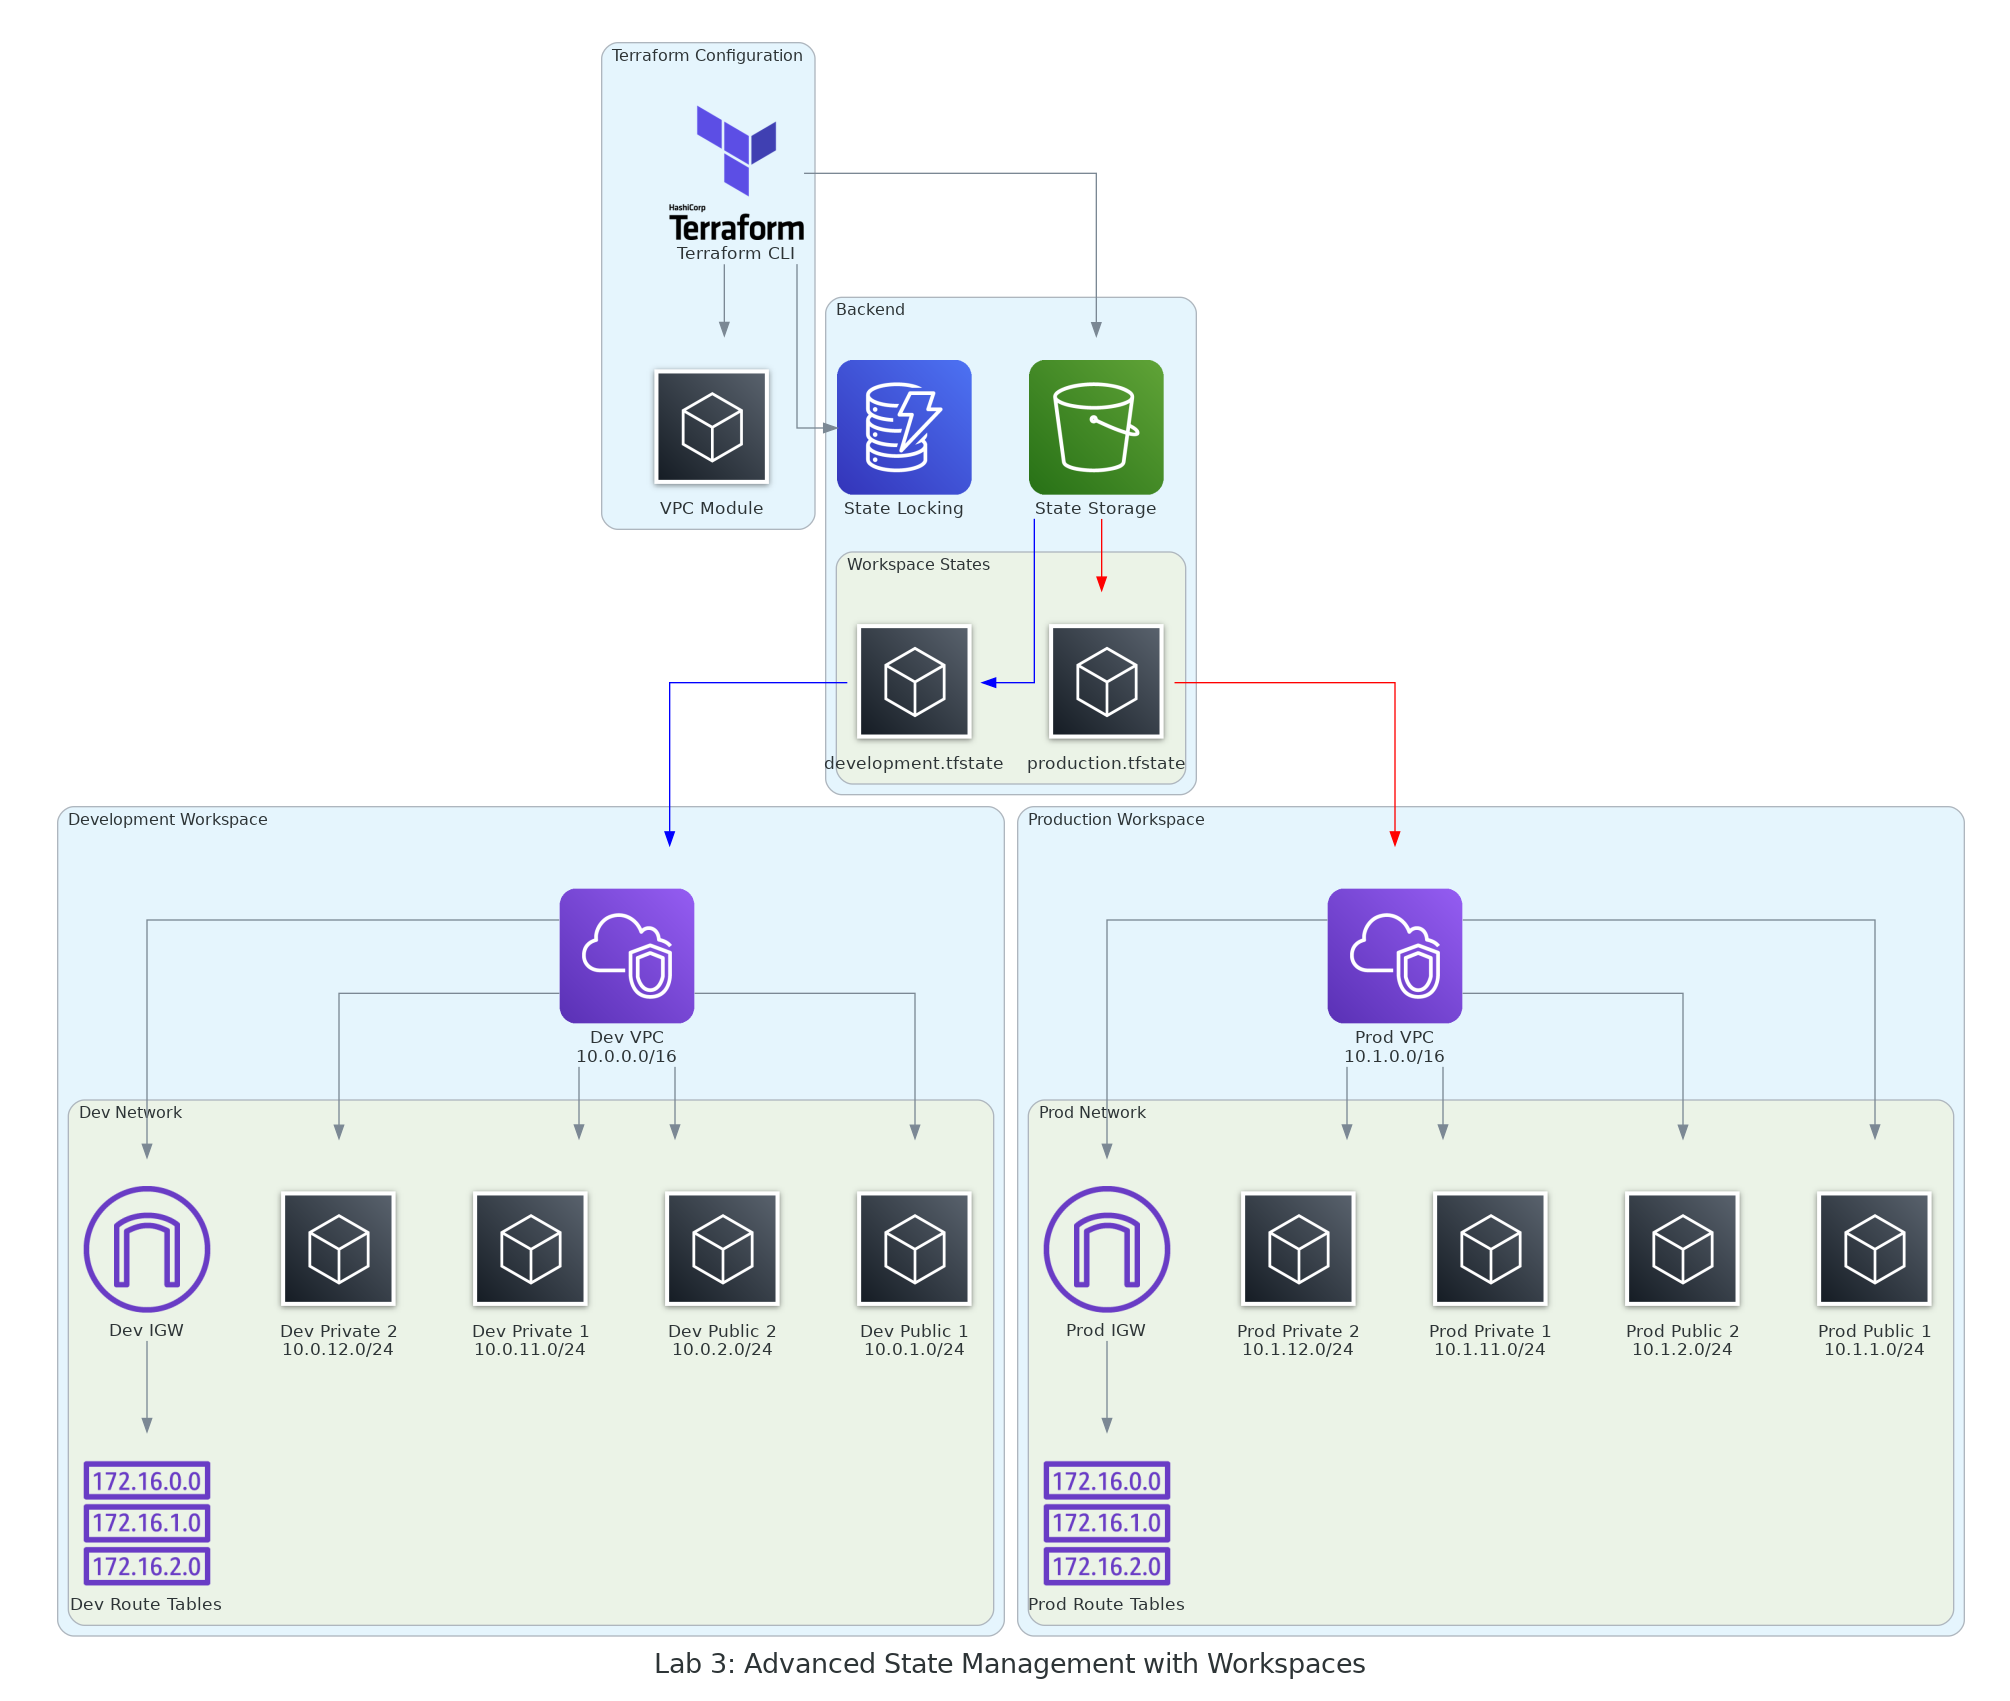 Terraform Configuration
HashiCorp
Terraform
Terraform CLI
Backend
VPC Module
State Locking
State Storage
Workspace States
development.tfstate
production.tfstate
Development Workspace
Dev VPC
10.0.0.0/16
Dev Network
Dev IGW
Dev Private 2
10.0.12.0/24
Dev Private 1
10.0.11.0/24
Dev Public 2
10.0.2.0/24
Dev Public 1
10.0.1.0/24
172.16.0.0
172.16.1.0
172.16.2.0
Dev Route Tables
Production Workspace
Prod VPC
10.1.0.0/16
Prod Network
Prod IGW
Prod Private 2
10.1.12.0/24
Prod Private 1
10.1.11.0/24
Prod Public 2
10.1.2.0/24
Prod Public 1
10.1.1.0/24
172.16.0.0
172.16.1.0
172.16.2.0
Prod Route Tables
Lab 3: Advanced State Management with Workspaces